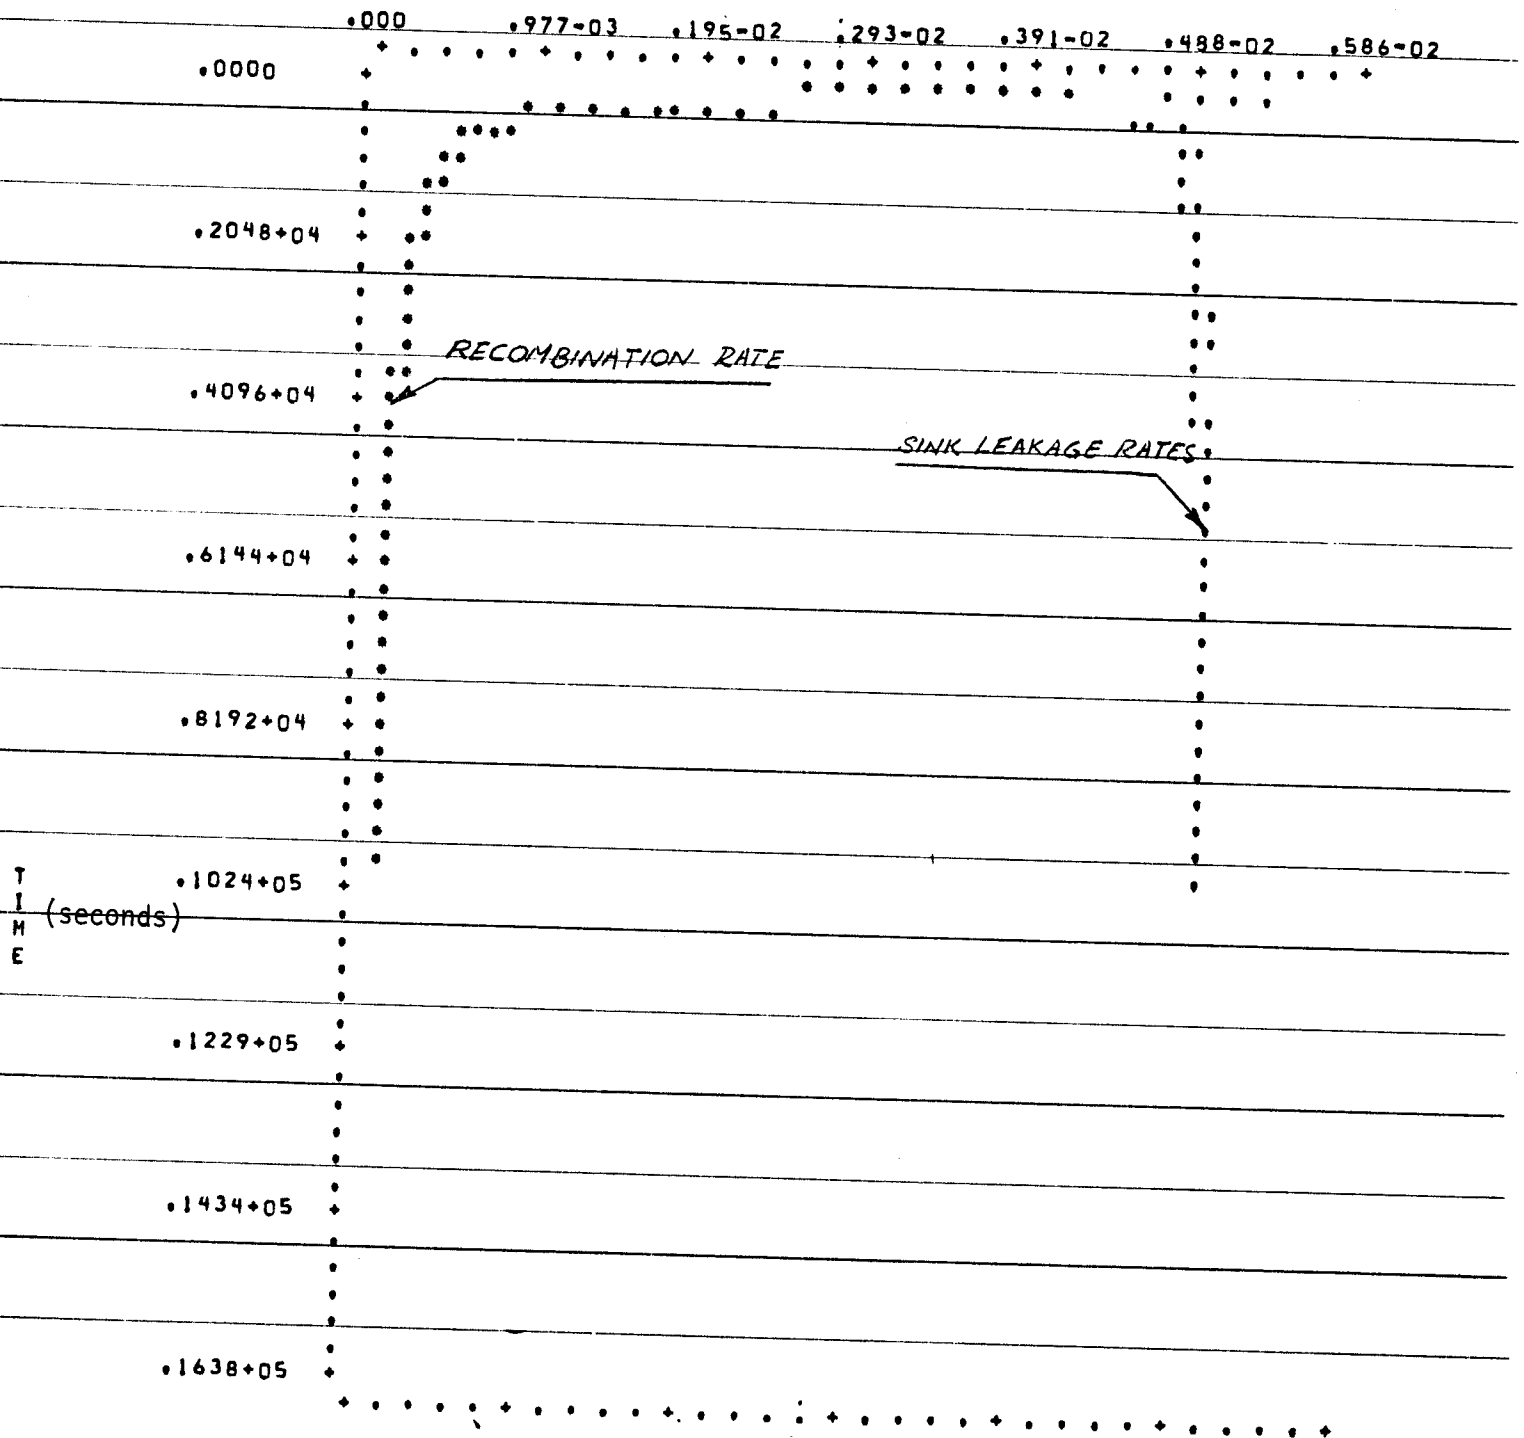 .000 .977-03 .195-02 .293-02 .391-02 .488-02 .586-02
.0000
.2048+04
RECOMBINATION RATE
.4096+04
SINK LEAKAGE RATES
.6144+04
.8192+04
.1024+05
TIME
(seconds)
.1229+05
.1434+05
.1638+05